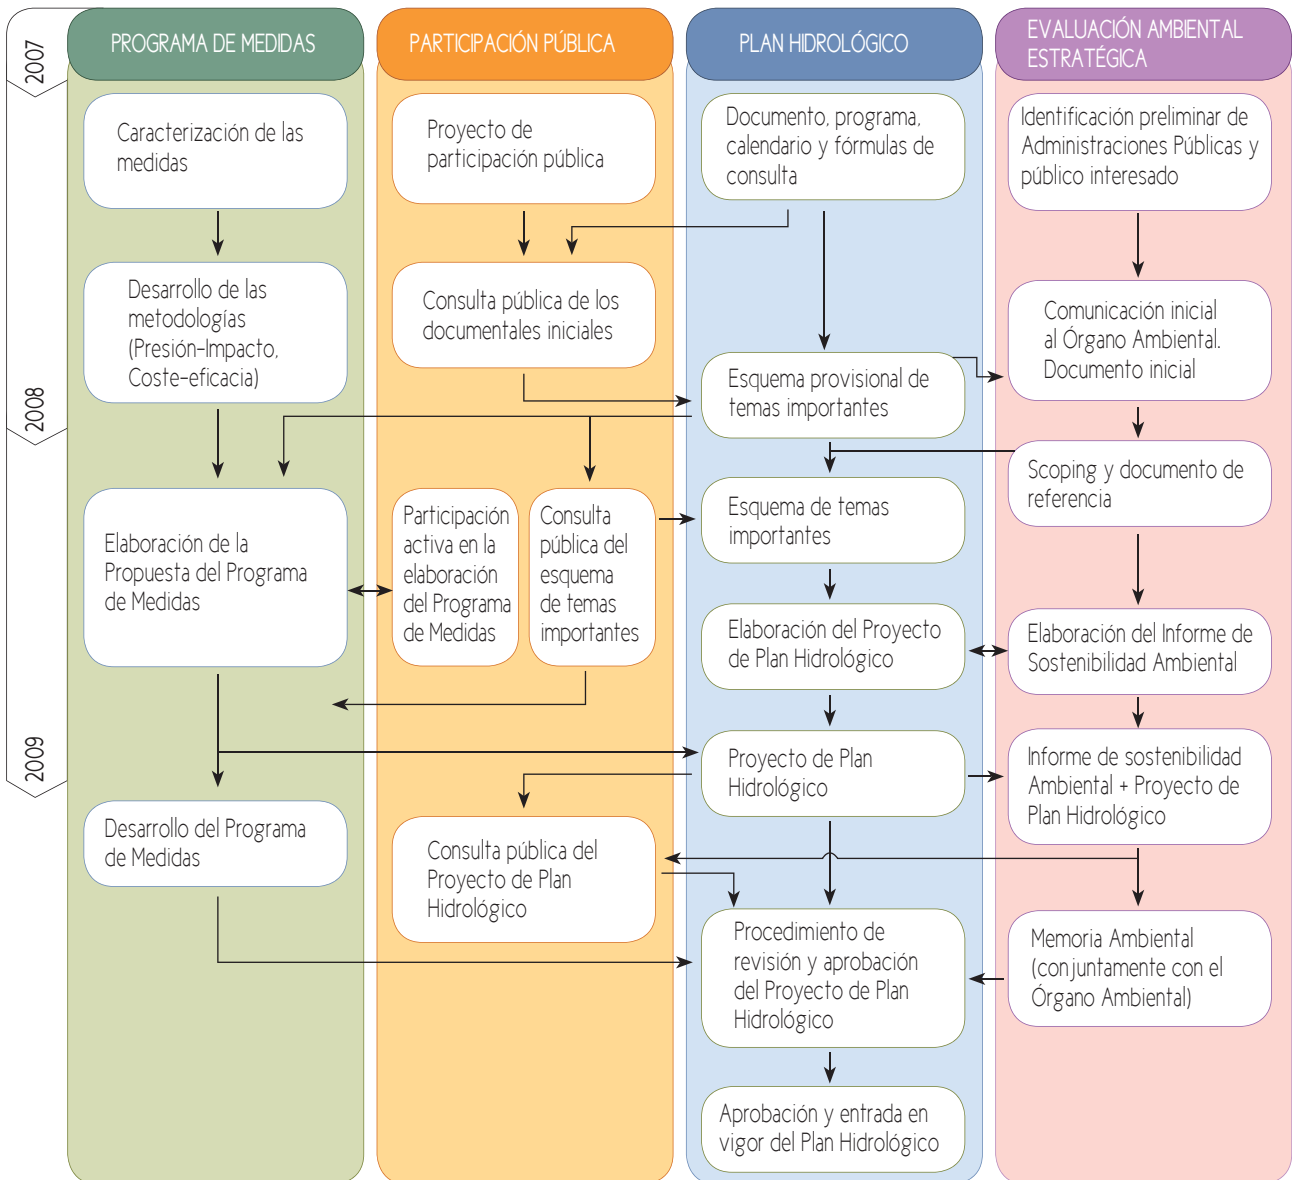 2007
2008
2009
PROGRAMA DE MEDIDAS
Caracterización de las
medidas
Desarrollo de las
metodologías
(Presión-Impacto,
Coste-eficacia)
Elaboración de la
Propuesta del Programa
de Medidas
Desarrollo del Programa
de Medidas
PARTICIPACIÓN PÚBLICA
Proyecto de
participación pública
Consulta pública de los
documentales iniciales
Participación
activa en la
elaboración
del Programa
de Medidas
Consulta
pública del
esquema
de temas
importantes
Consulta pública del
Proyecto de Plan
Hidrológico
PLAN HIDROLÓGICO
Documento, programa,
calendario y fórmulas de
consulta
Esquema provisional de
temas importantes
Esquema de temas
importantes
Elaboración del Proyecto
de Plan Hidrológico
Proyecto de Plan
Hidrológico
Procedimiento de
revisión y aprobación
del Proyecto de Plan
Hidrológico
Aprobación y entrada en
vigor del Plan Hidrológico
EVALUACIÓN AMBIENTAL
ESTRATÉGICA
Identificación preliminar de
Administraciones Públicas y
público interesado
Comunicación inicial
al Órgano Ambiental.
Documento inicial
Scoping y documento de
referencia
Elaboración del Informe de
Sostenibilidad Ambiental
Informe de sostenibilidad
Ambiental + Proyecto de
Plan Hidrológico
Memoria Ambiental
(conjuntamente con el
Órgano Ambiental)